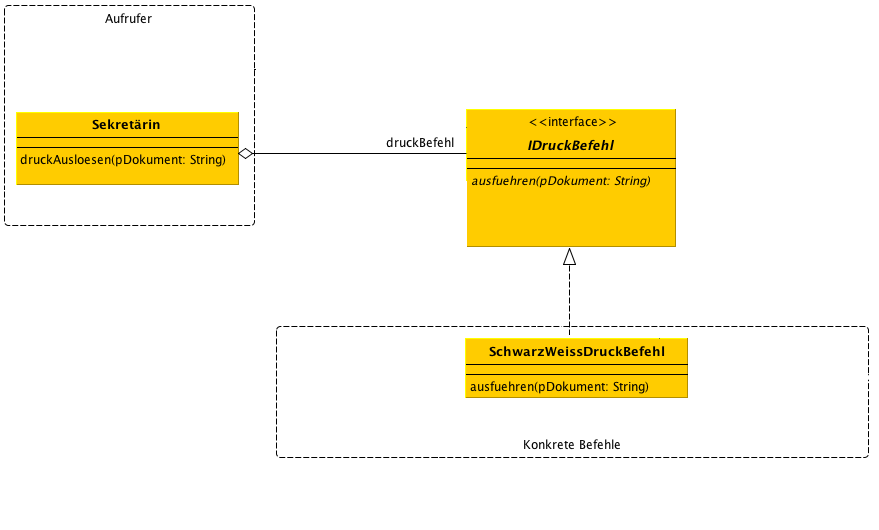 Aufrufer
Sekretärin
druckAusloesen(pDokument: String)
druckBefehl
<<interface>>
IDruckBefehl
ausfuehren(pDokument: String)
SchwarzWeissDruckBefehl
ausfuehren(pDokument: String)
Konkrete Befehle